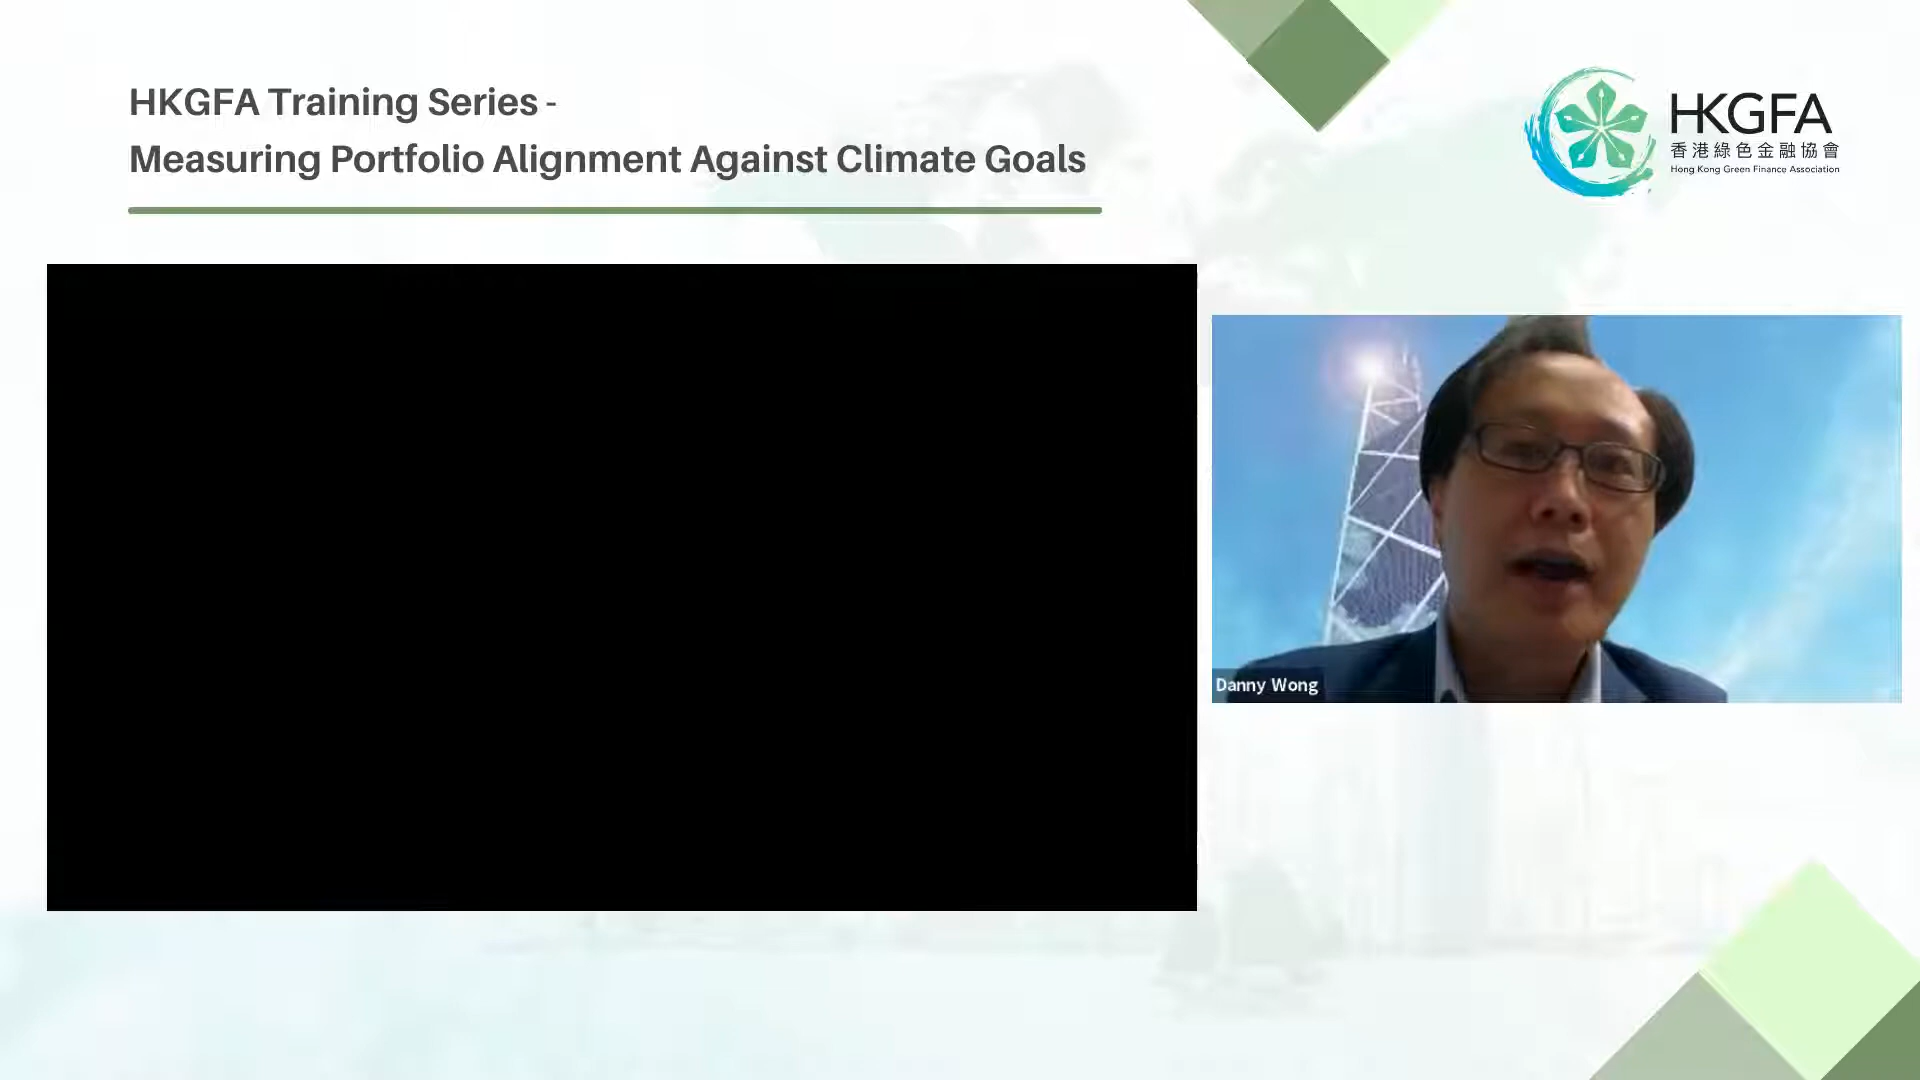 HKGFA Training Series -
Measuring Portfolio Alignment Against Climate Goals
HKGFA
香港綠色金融協會
Hong Kong Green Finance Association
Danny Wong